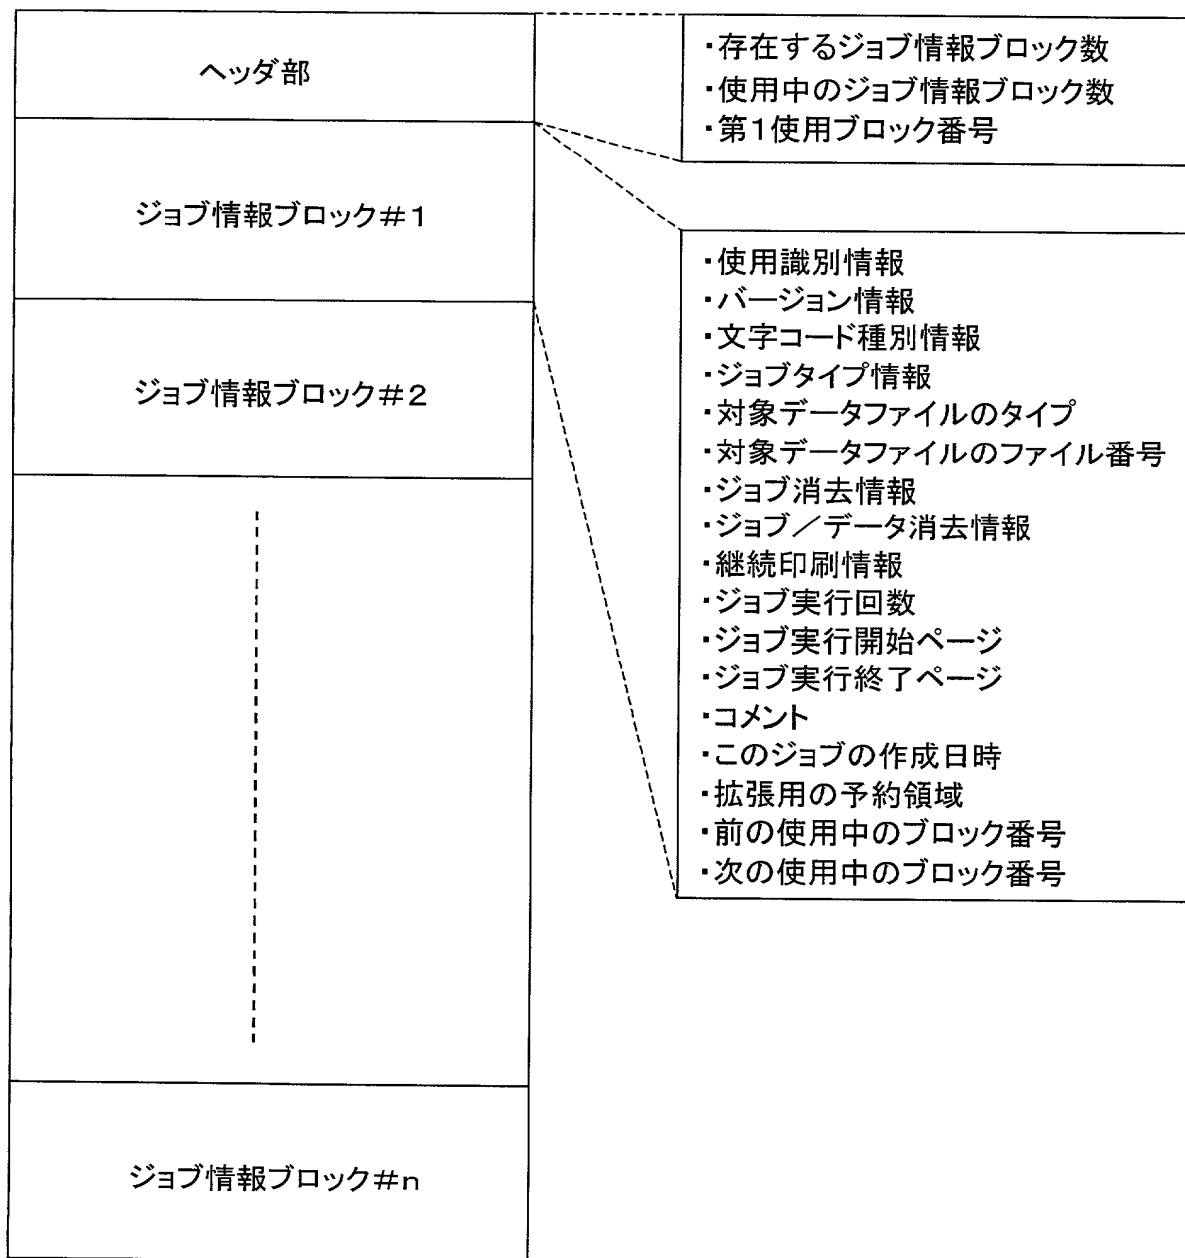 ヘッダ部
・存在するジョブ情報ブロック数
・使用中のジョブ情報ブロック数
・第1使用ブロック番号
ジョブ情報ブロック#1
・使用識別情報
・バージョン情報
・文字コード種別情報
・ジョブタイプ情報
・対象データファイルのタイプ
・対象データファイルのファイル番号
・ジョブ消去情報
・ジョブ/データ消去情報
・継続印刷情報
・ジョブ実行回数
・ジョブ実行開始ページ
・ジョブ実行終了ページ
・コメント
・このジョブの作成日時
・拡張用の予約領域
・前の使用中のブロック番号
・次の使用中のブロック番号
ジョブ情報ブロック#2
ジョブ情報ブロック#n